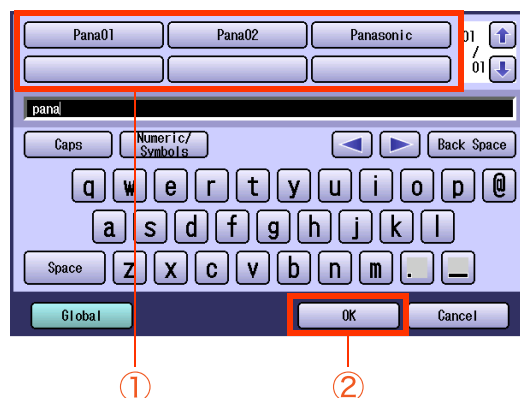 Pana01 Pana02 Panasonic 01
/
01
pana
Caps Numeric/ Back Space
Symbols
q w e r t y u i o p @
a s d f g h j k l
Space z x c v b n m . _
Global OK Cancel
① ②